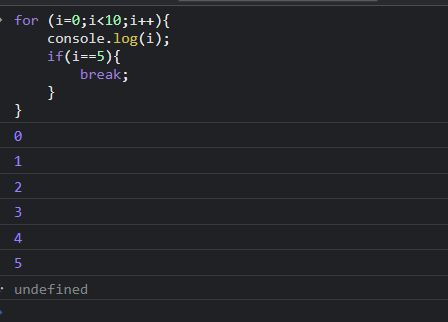 for (i=0;i<10;i++){
    console.log(i);
    if(i==5){
        break;
    }
}
0
1
2
3
4
5
undefined